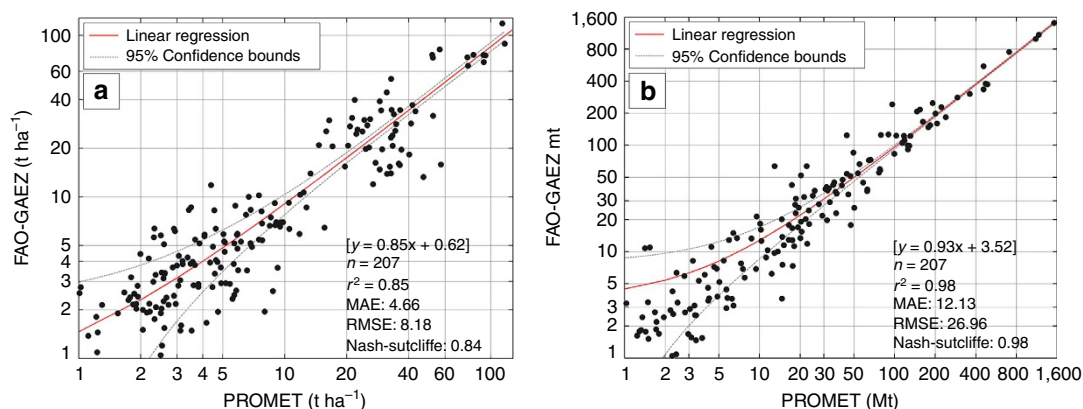 Linear regression
95% Confidence bounds
a
FAO-GAEZ (t ha⁻¹)
100
60
40
20
10
5
4
3
2
1
[y = 0.85x + 0.62]
n = 207
r² = 0.85
MAE: 4.66
RMSE: 8.18
Nash-sutcliffe: 0.84
1 2 3 4 5 10 20 40 60 100
PROMET (t ha⁻¹)
Linear regression
95% Confidence bounds
b
FAO-GAEZ mt
1,600
800
400
200
100
50
30
20
10
5
3
2
1
[y = 0.93x + 3.52]
n = 207
r² = 0.98
MAE: 12.13
RMSE: 26.96
Nash-sutcliffe: 0.98
1 2 3 5 10 20 30 50 100 200 400 800 1,600
PROMET (Mt)